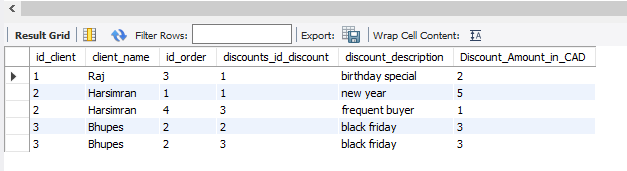 Result Grid Filter Rows: Export: Wrap Cell Content:
id_client client_name id_order discounts_id_discount discount_description Discount_Amount_in_CAD
1 Raj 3 1 birthday special 2
2 Harsimran 1 1 new year 5
2 Harsimran 4 3 frequent buyer 1
3 Bhupes 2 2 black friday 3
3 Bhupes 2 3 black friday 3